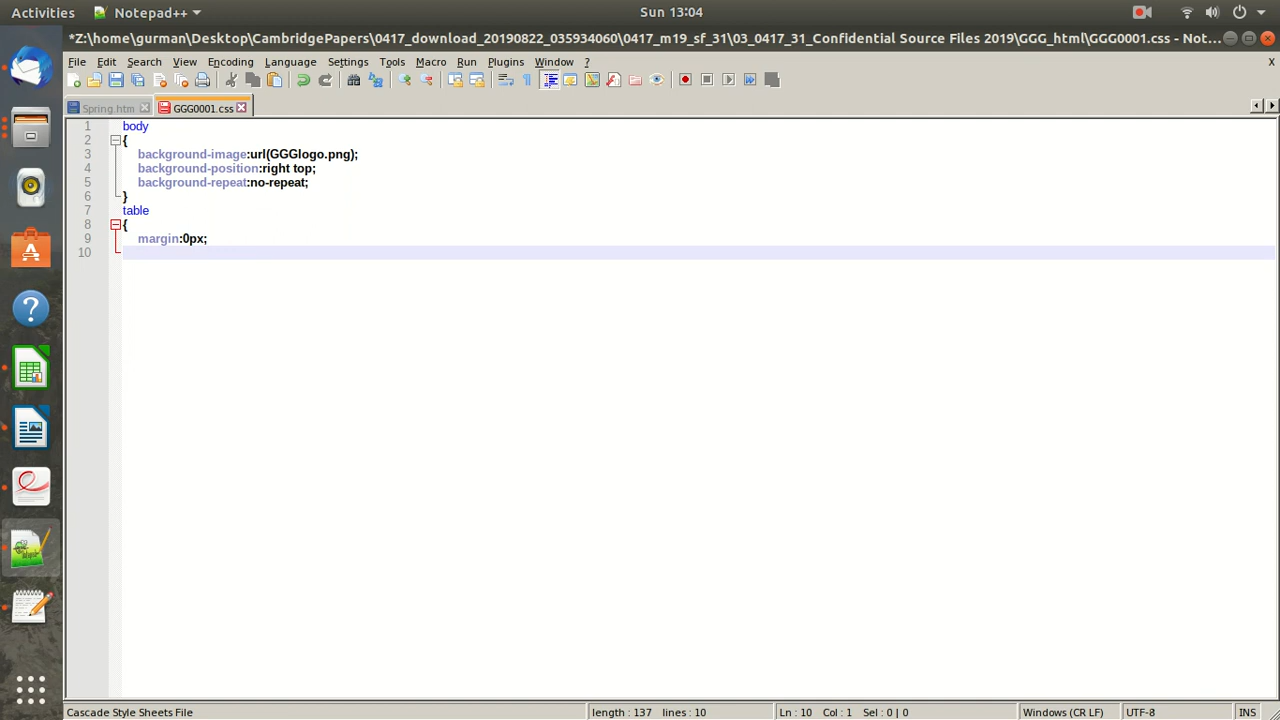 Activities Notepad++ Sun 13:04
*Z:\home\gurman\Desktop\CambridgePapers\0417_download_20190822_035934060\0417_m19_sf_31\03_0417_31_Confidential Source Files 2019\GGG_html\GGG0001.css - Not...
File Edit Search View Encoding Language Settings Tools Macro Run Plugins Window ? X
Spring.htm GGG0001.css
1 body
2 {
3 background-image:url(GGGlogo.png);
4 background-position:right top;
5 background-repeat:no-repeat;
6 }
7 table
8 {
9 margin:0px;
10
Cascade Style Sheets File length : 137 lines : 10 Ln : 10 Col : 1 Sel : 0 | 0 Windows (CR LF) UTF-8 INS